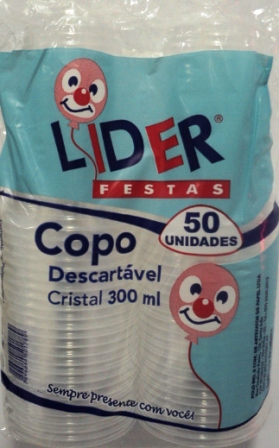 LIDER®
FESTAS
50
UNIDADES
Copo
Descartável
Cristal 300 ml
Sempre presente com você!